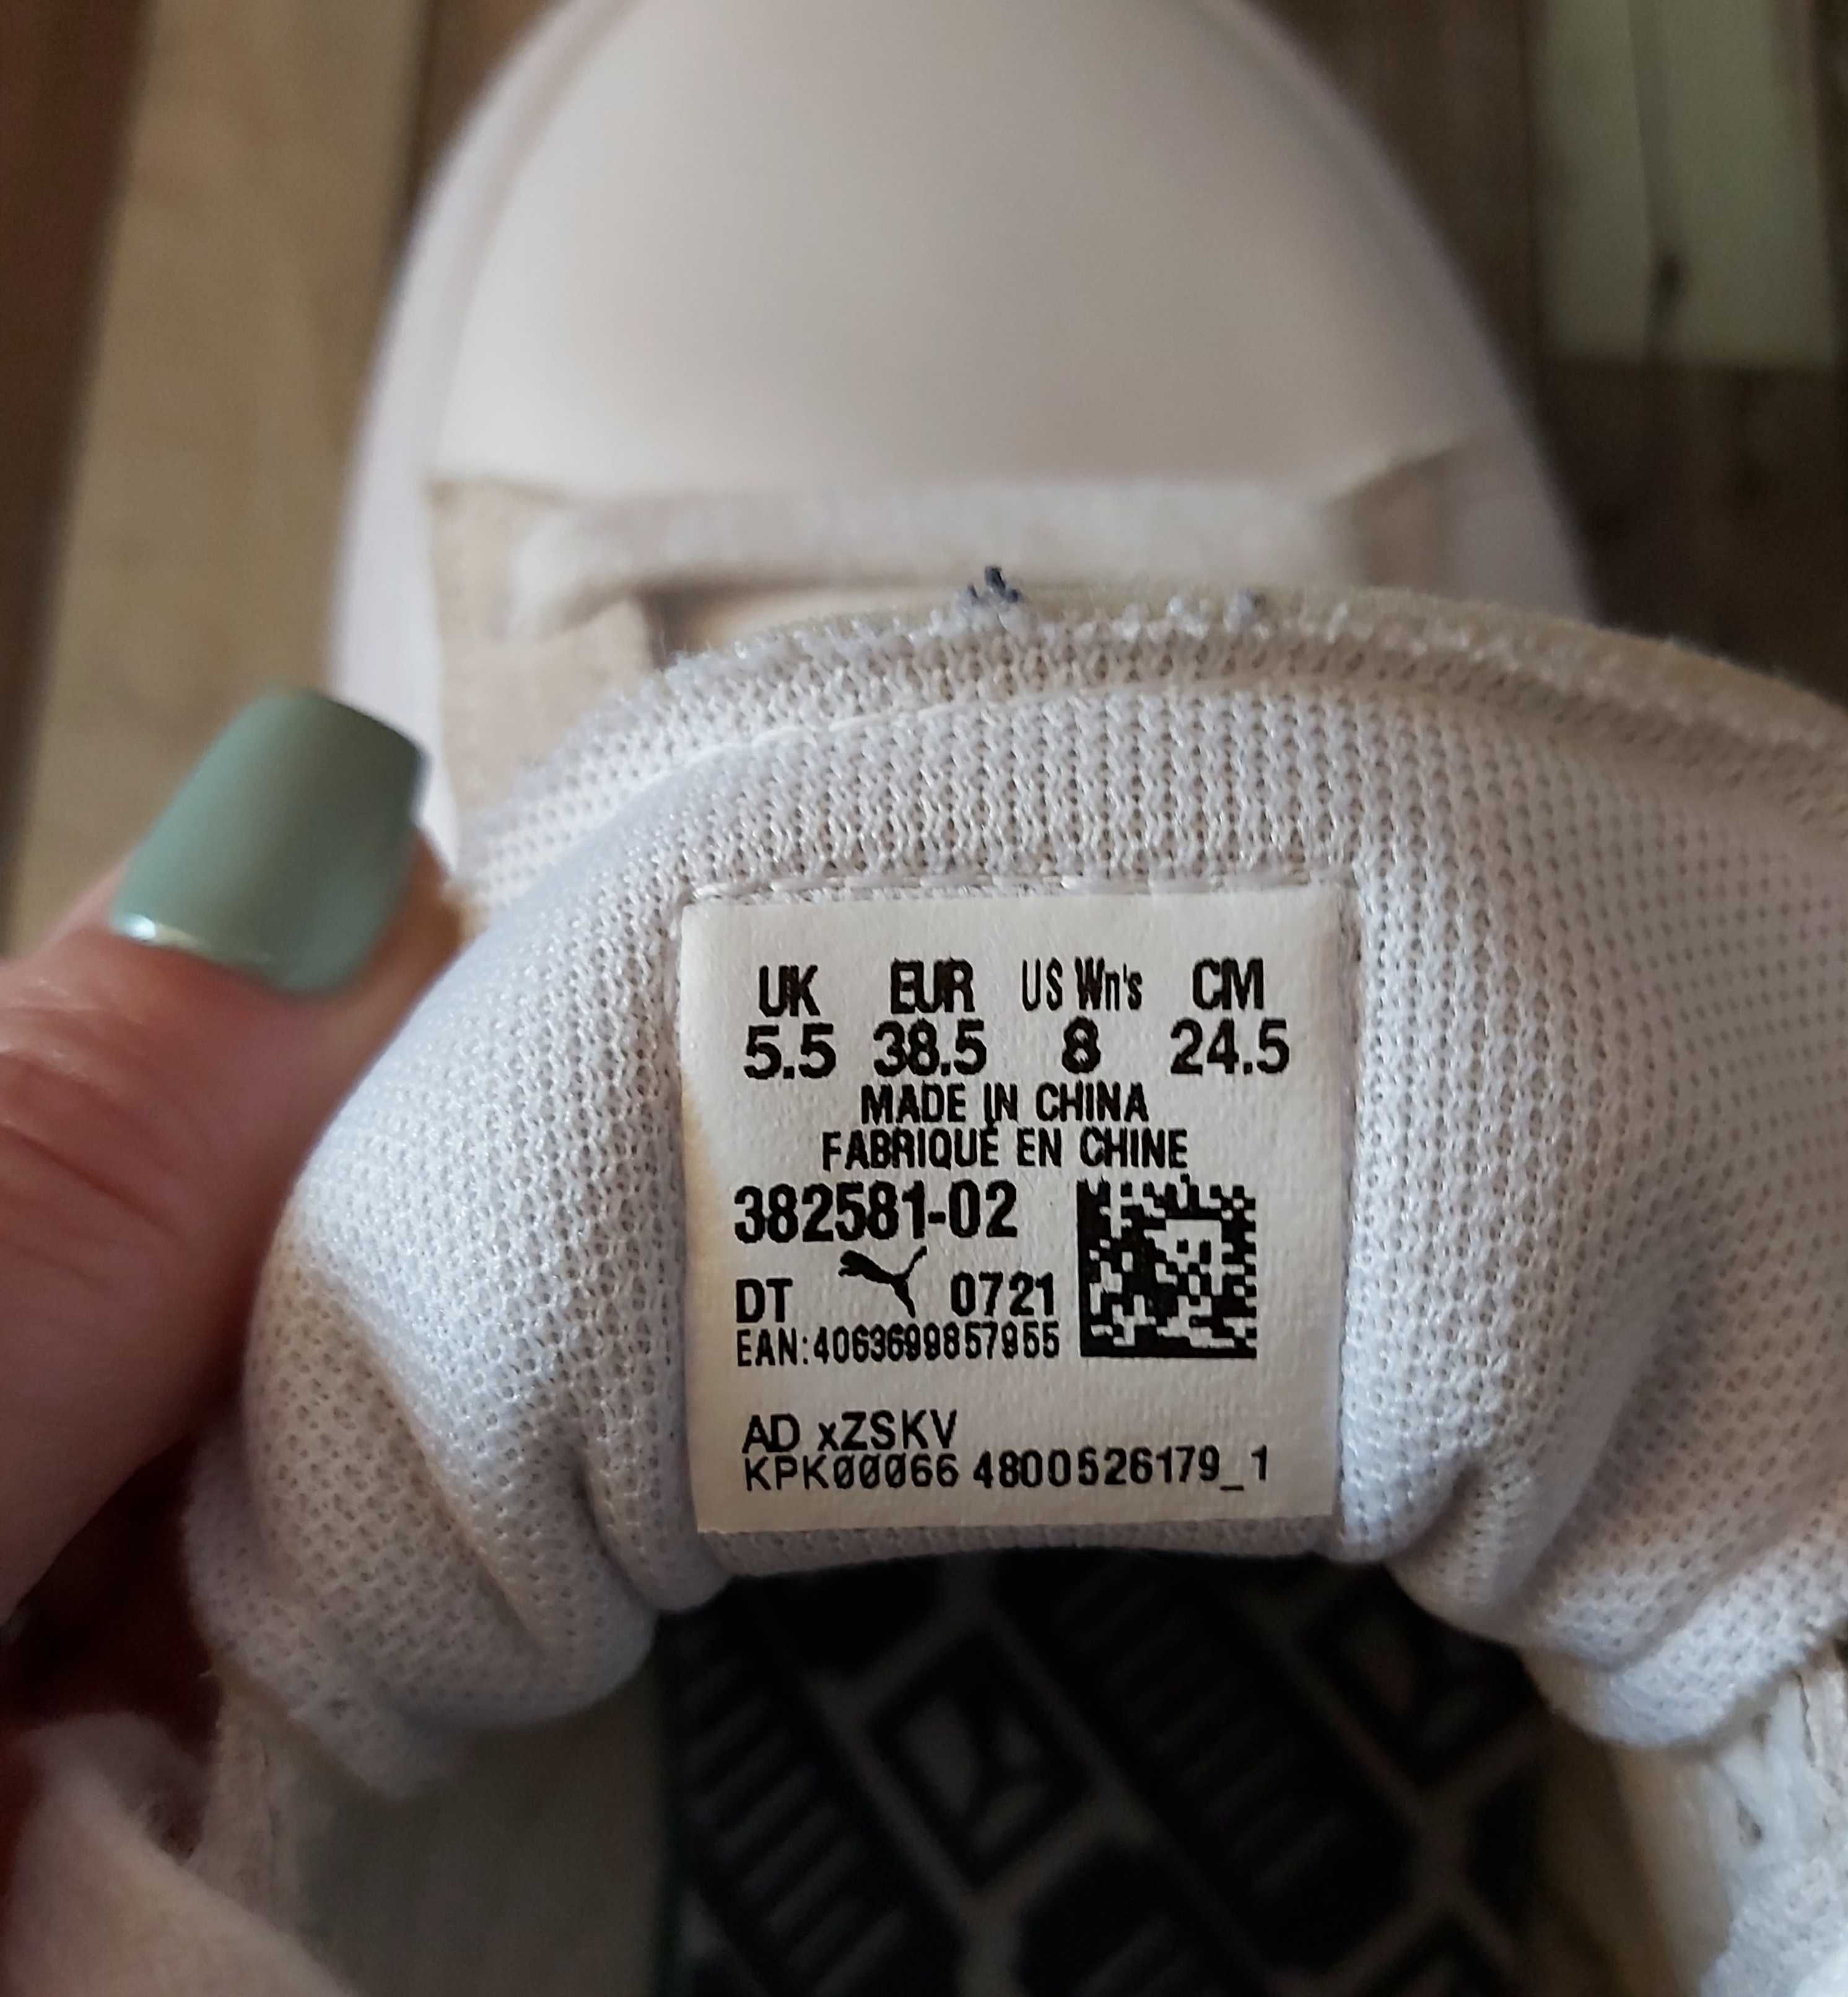 UK EUR US Wn's CM
5.5 38.5 8 24.5
MADE IN CHINA
FABRIQUÉ EN CHINE
382581-02
DT 0721
EAN:4063699857955
AD xZSKV
KPK00066 4800526179_1